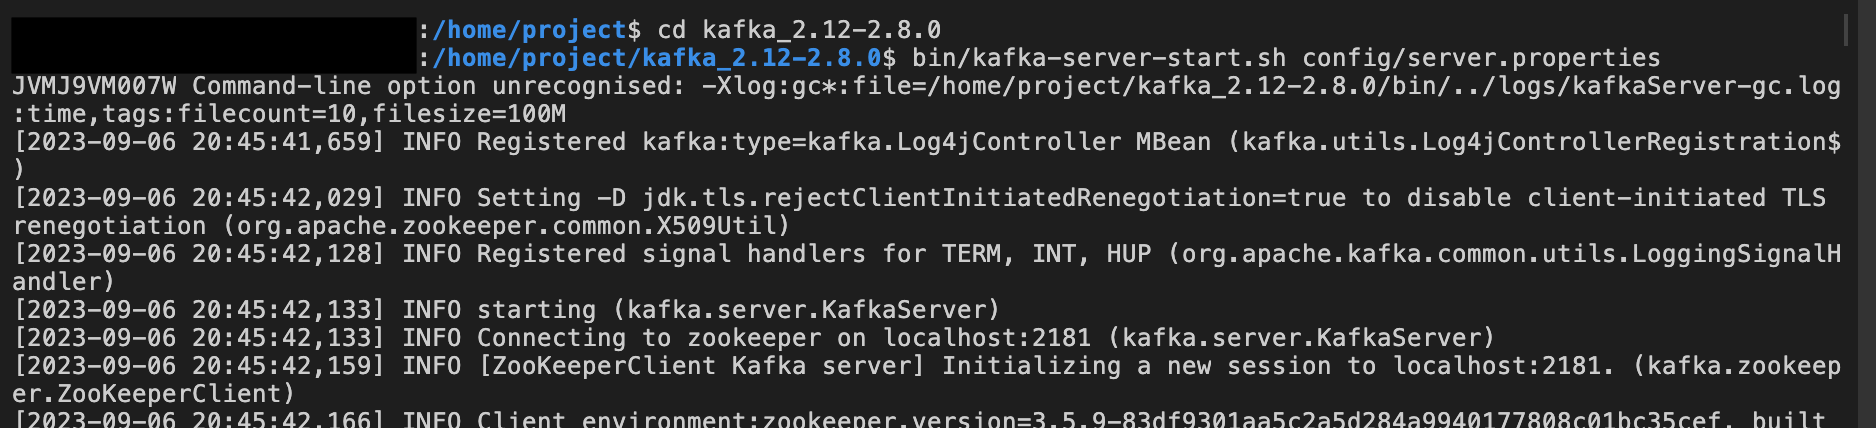 :/home/project$ cd kafka_2.12-2.8.0
:/home/project/kafka_2.12-2.8.0$ bin/kafka-server-start.sh config/server.properties
JVMJ9VM007W Command-line option unrecognised: -Xlog:gc*:file=/home/project/kafka_2.12-2.8.0/bin/../logs/kafkaServer-gc.log
:time,tags:filecount=10,filesize=100M
[2023-09-06 20:45:41,659] INFO Registered kafka:type=kafka.Log4jController MBean (kafka.utils.Log4jControllerRegistration$
)
[2023-09-06 20:45:42,029] INFO Setting -D jdk.tls.rejectClientInitiatedRenegotiation=true to disable client-initiated TLS
renegotiation (org.apache.zookeeper.common.X509Util)
[2023-09-06 20:45:42,128] INFO Registered signal handlers for TERM, INT, HUP (org.apache.kafka.common.utils.LoggingSignalH
andler)
[2023-09-06 20:45:42,133] INFO starting (kafka.server.KafkaServer)
[2023-09-06 20:45:42,133] INFO Connecting to zookeeper on localhost:2181 (kafka.server.KafkaServer)
[2023-09-06 20:45:42,159] INFO [ZooKeeperClient Kafka server] Initializing a new session to localhost:2181. (kafka.zookeep
er.ZooKeeperClient)
[2023-09-06 20:45:42,166] INFO Client environment:zookeeper.version=3.5.9-83df9301aa5c2a5d284a9940177808c01bc35cef, built